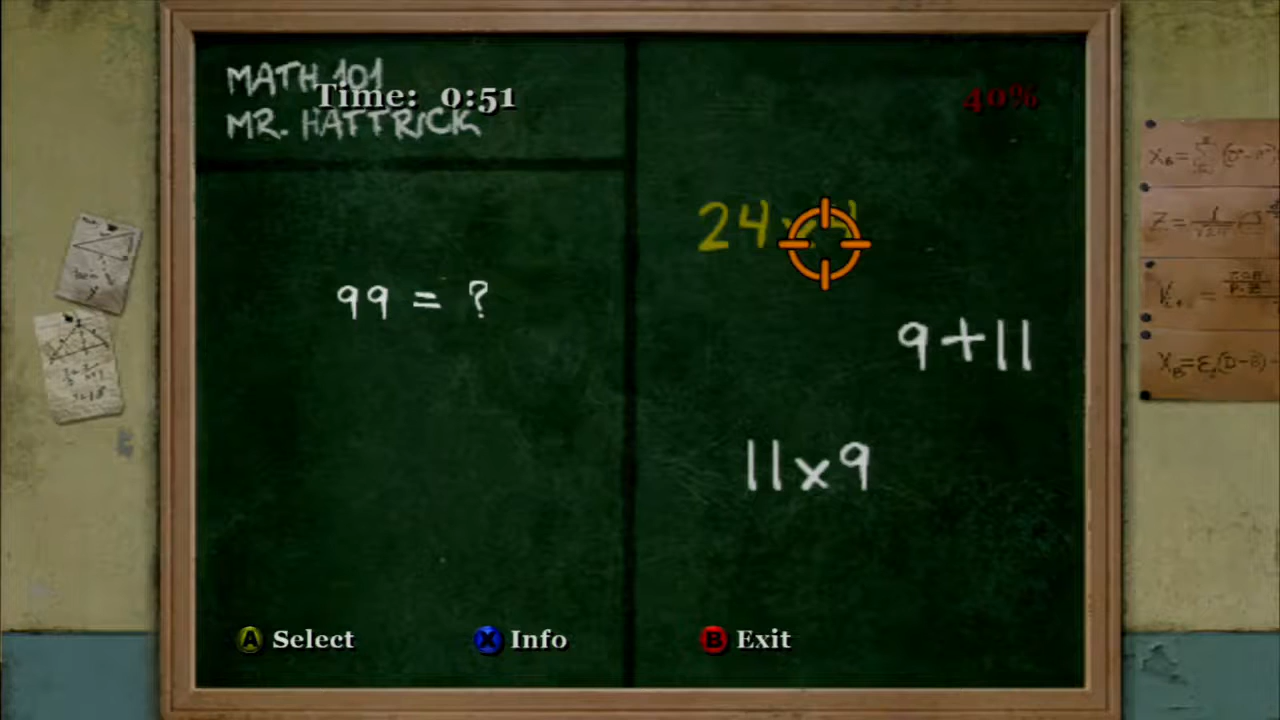 MATH 101
Time: 0:51
MR. HATTRICK
40%
24
99 = ?
9+11
11x9
A Select
X Info
B Exit